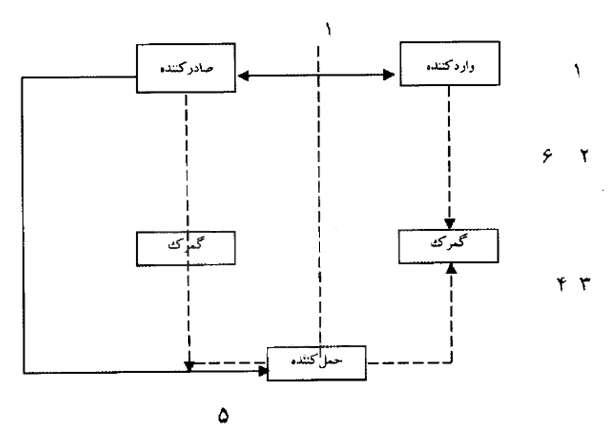 ۱
واردکننده صادرکننده ۱
۲ ۶
گمرک گمرک
۳ ۴
حمل‌کننده
۵